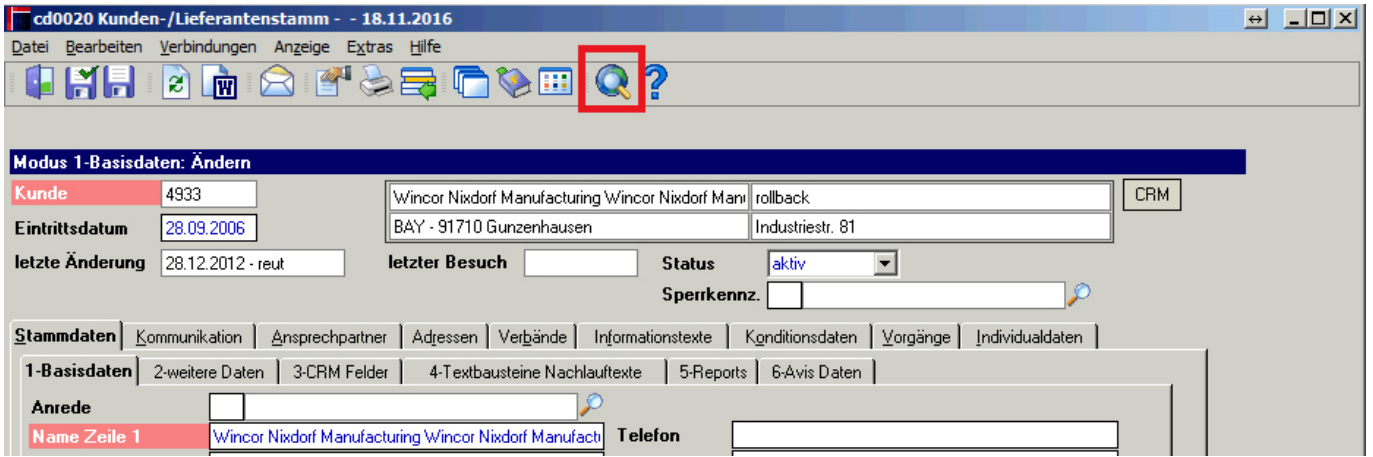 cd0020 Kunden-/Lieferantenstamm - - 18.11.2016
Datei Bearbeiten Verbindungen Anzeige Extras Hilfe
W ?
Modus 1-Basisdaten: Ändern
Kunde 4933 Wincor Nixdorf Manufacturing Wincor Nixdorf Man rollback CRM
Eintrittsdatum 28.09.2006 BAY - 91710 Gunzenhausen Industriestr. 81
letzte Änderung 28.12.2012 - reut letzter Besuch Status aktiv
Sperrkennz.
Stammdaten Kommunikation Ansprechpartner Adressen Verbände Informationstexte Konditionsdaten Vorgänge Individualdaten
1-Basisdaten 2-weitere Daten 3-CRM Felder 4-Textbausteine Nachlauftexte 5-Reports 6-Avis Daten
Anrede
Name Zeile 1 Wincor Nixdorf Manufacturing Wincor Nixdorf Manufact Telefon